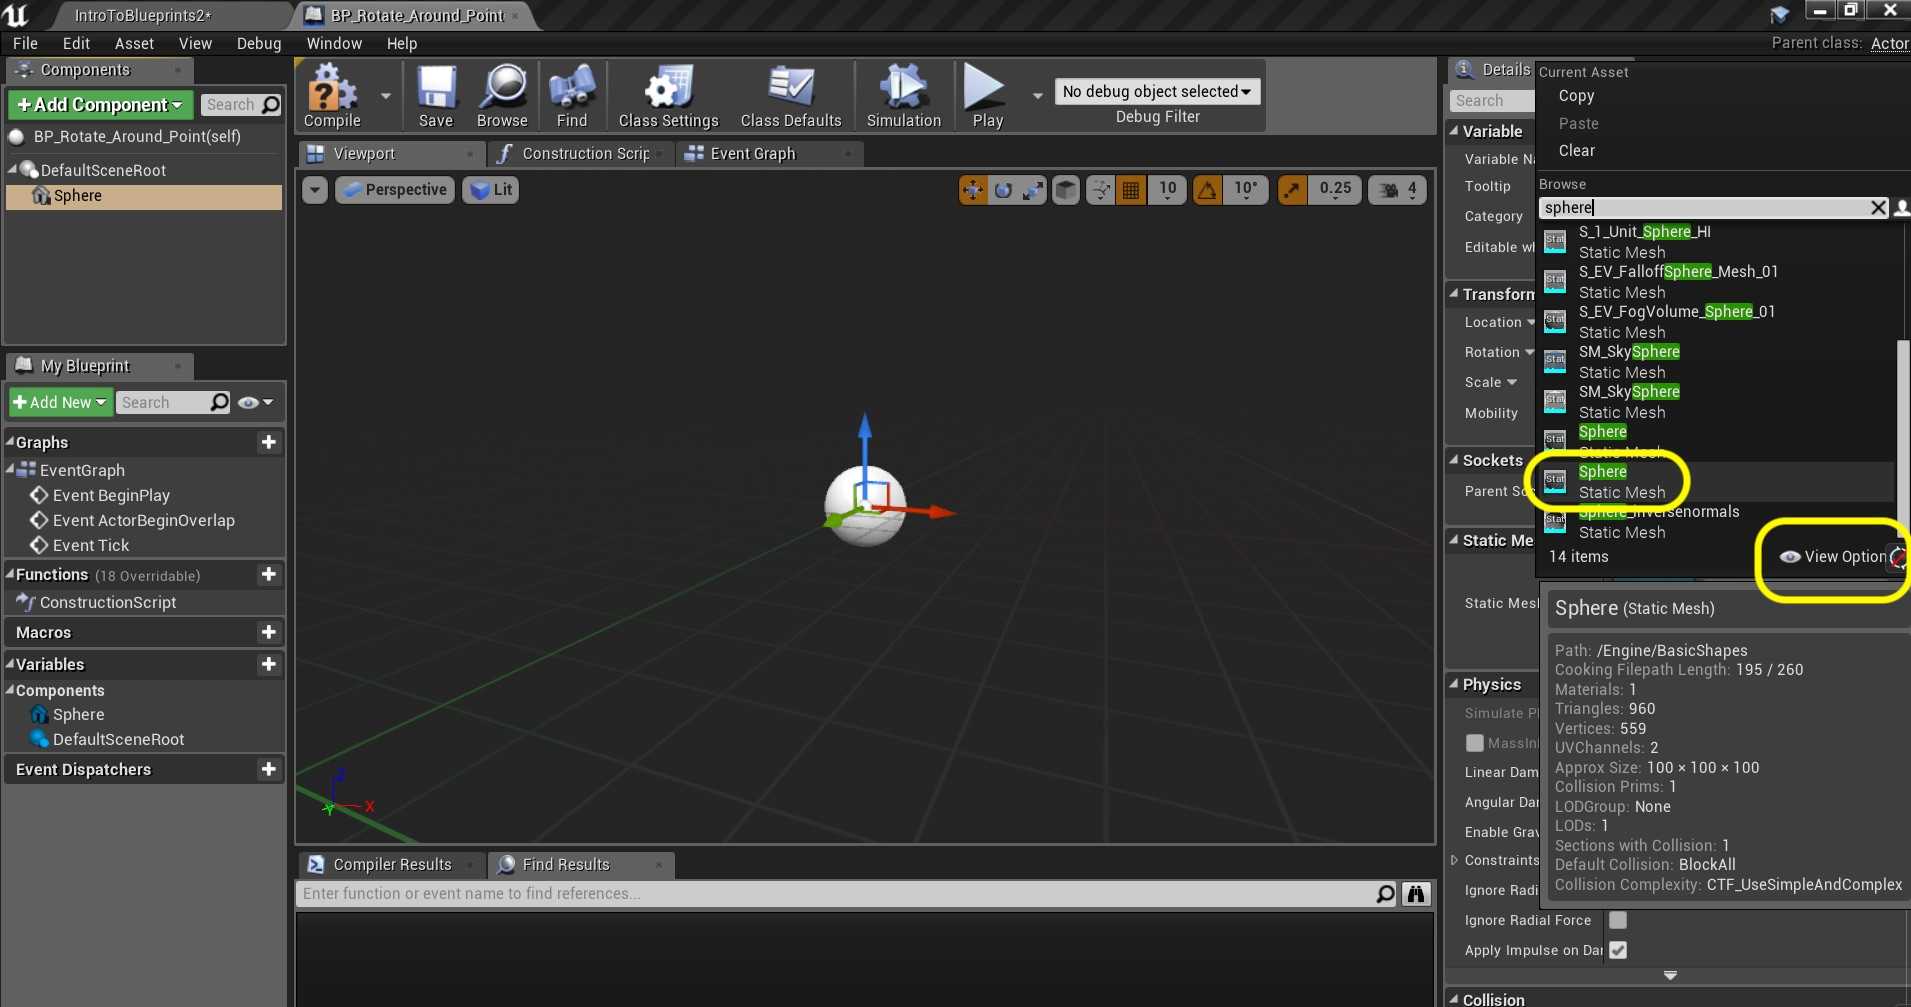 IntroToBlueprints2*
BP_Rotate_Around_Point
File Edit Asset View Debug Window Help
Parent class: Actor
Components
+Add Component
Search
BP_Rotate_Around_Point(self)
DefaultSceneRoot
Sphere
My Blueprint
+Add New
Search
Graphs
EventGraph
Event BeginPlay
Event ActorBeginOverlap
Event Tick
Functions (18 Overridable)
ConstructionScript
Macros
Variables
Components
Sphere
DefaultSceneRoot
Event Dispatchers
Compile
Save
Browse
Find
Class Settings
Class Defaults
Simulation
Play
No debug object selected
Debug Filter
Viewport
Construction Scrip
Event Graph
Perspective
Lit
10
10°
0.25
4
Z
X
Y
Compiler Results
Find Results
Enter function or event name to find references...
Details
Search
Variable
Variable Na
Tooltip
Category
Editable wh
Transform
Location
Rotation
Scale
Mobility
Sockets
Parent Soc
Static Me
Static Mesh
Physics
Simulate P
MassIn
Linear Dam
Angular Dar
Enable Grav
Constraints
Ignore Radi
Ignore Radial Force
Apply Impulse on Dar
Collision
Current Asset
Copy
Paste
Clear
Browse
sphere
S_1_Unit_Sphere_HI
Static Mesh
S_EV_FalloffSphere_Mesh_01
Static Mesh
S_EV_FogVolume_Sphere_01
Static Mesh
SM_SkySphere
Static Mesh
SM_SkySphere
Static Mesh
Sphere
Static Mesh
Sphere
Static Mesh
Sphere_inversenormals
Static Mesh
14 items
View Option
Sphere (Static Mesh)
Path: /Engine/BasicShapes
Cooking Filepath Length: 195 / 260
Materials: 1
Triangles: 960
Vertices: 559
UVChannels: 2
Approx Size: 100 × 100 × 100
Collision Prims: 1
LODGroup: None
LODs: 1
Sections with Collision: 1
Default Collision: BlockAll
Collision Complexity: CTF_UseSimpleAndComplex